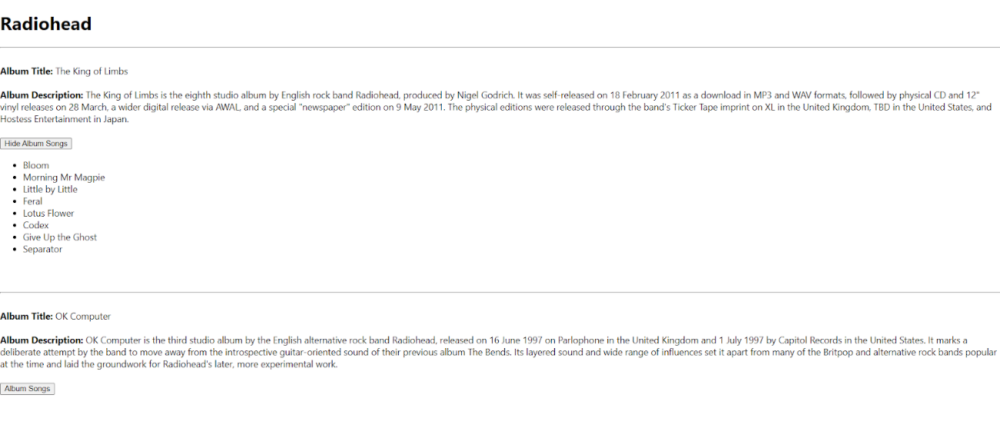 Radiohead
Album Title: The King of Limbs
Album Description: The King of Limbs is the eighth studio album by English rock band Radiohead, produced by Nigel Godrich. It was self-released on 18 February 2011 as a download in MP3 and WAV formats, followed by physical CD and 12"
vinyl releases on 28 March, a wider digital release via AWAL, and a special "newspaper" edition on 9 May 2011. The physical editions were released through the band's Ticker Tape imprint on XL in the United Kingdom, TBD in the United States, and
Hostess Entertainment in Japan.
Hide Album Songs
• Bloom
• Morning Mr Magpie
• Little by Little
• Feral
• Lotus Flower
• Codex
• Give Up the Ghost
• Separator
Album Title: OK Computer
Album Description: OK Computer is the third studio album by the English alternative rock band Radiohead, released on 16 June 1997 on Parlophone in the United Kingdom and 1 July 1997 by Capitol Records in the United States. It marks a
deliberate attempt by the band to move away from the introspective guitar-oriented sound of their previous album The Bends. Its layered sound and wide range of influences set it apart from many of the Britpop and alternative rock bands popular
at the time and laid the groundwork for Radiohead's later, more experimental work.
Album Songs